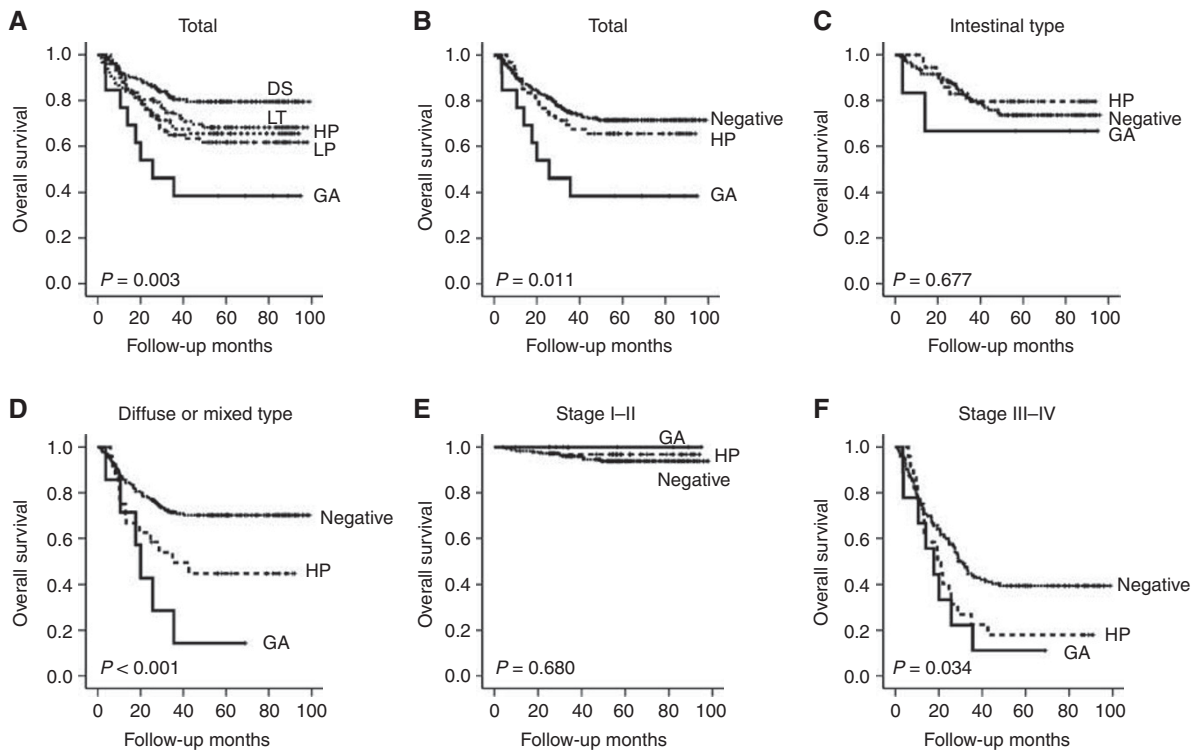 A
Total
1.0
0.8
0.6
0.4
0.2
0.0
Overall survival
DS
LT
HP
LP
GA
P = 0.003
0 20 40 60 80 100
Follow-up months
B
Total
1.0
0.8
0.6
0.4
0.2
0.0
Overall survival
Negative
HP
GA
P = 0.011
0 20 40 60 80 100
Follow-up months
C
Intestinal type
1.0
0.8
0.6
0.4
0.2
0.0
Overall survival
HP
Negative
GA
P = 0.677
0 20 40 60 80 100
Follow-up months
D
Diffuse or mixed type
1.0
0.8
0.6
0.4
0.2
0.0
Overall survival
Negative
HP
GA
P < 0.001
0 20 40 60 80 100
Follow-up months
E
Stage I–II
1.0
0.8
0.6
0.4
0.2
0.0
Overall survival
GA
HP
Negative
P = 0.680
0 20 40 60 80 100
Follow-up months
F
Stage III–IV
1.0
0.8
0.6
0.4
0.2
0.0
Overall survival
Negative
HP
GA
P = 0.034
0 20 40 60 80 100
Follow-up months